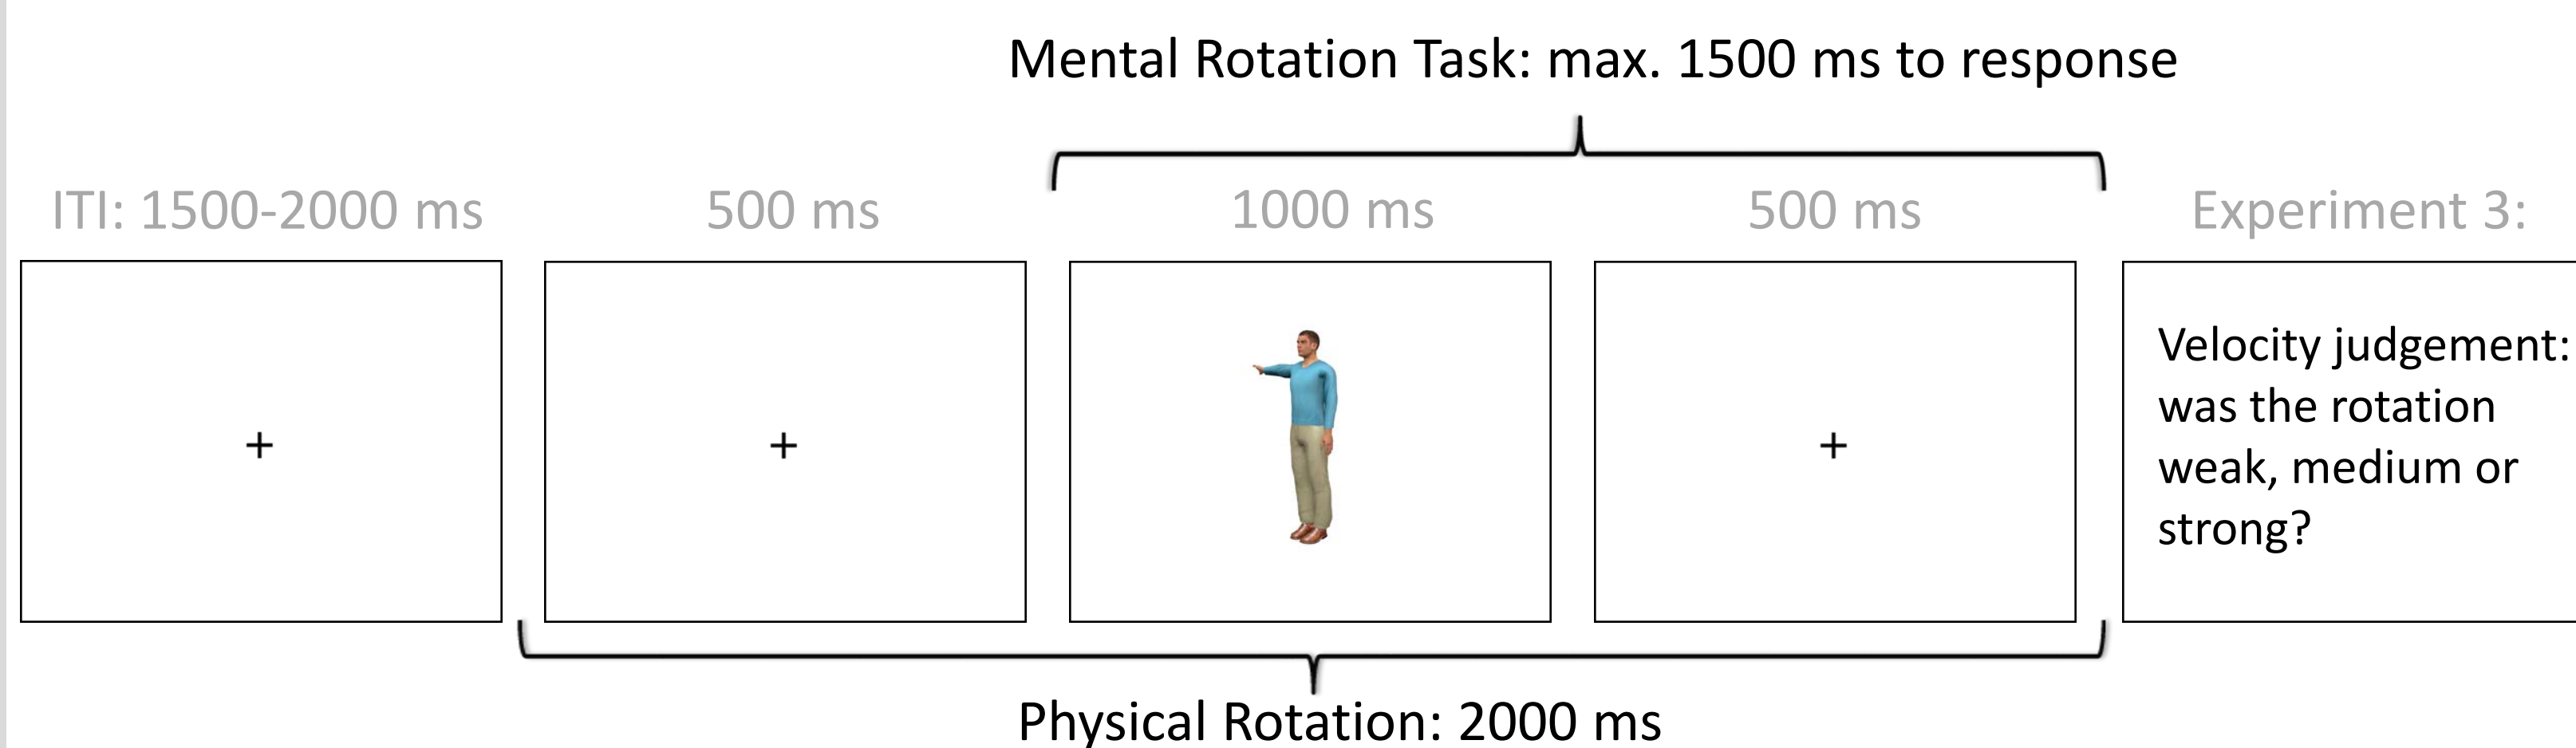 Mental Rotation Task: max. 1500 ms to response
ITI: 1500-2000 ms
500 ms
1000 ms
500 ms
Experiment 3:
+
+
+
Velocity judgement:
was the rotation
weak, medium or
strong?
Physical Rotation: 2000 ms